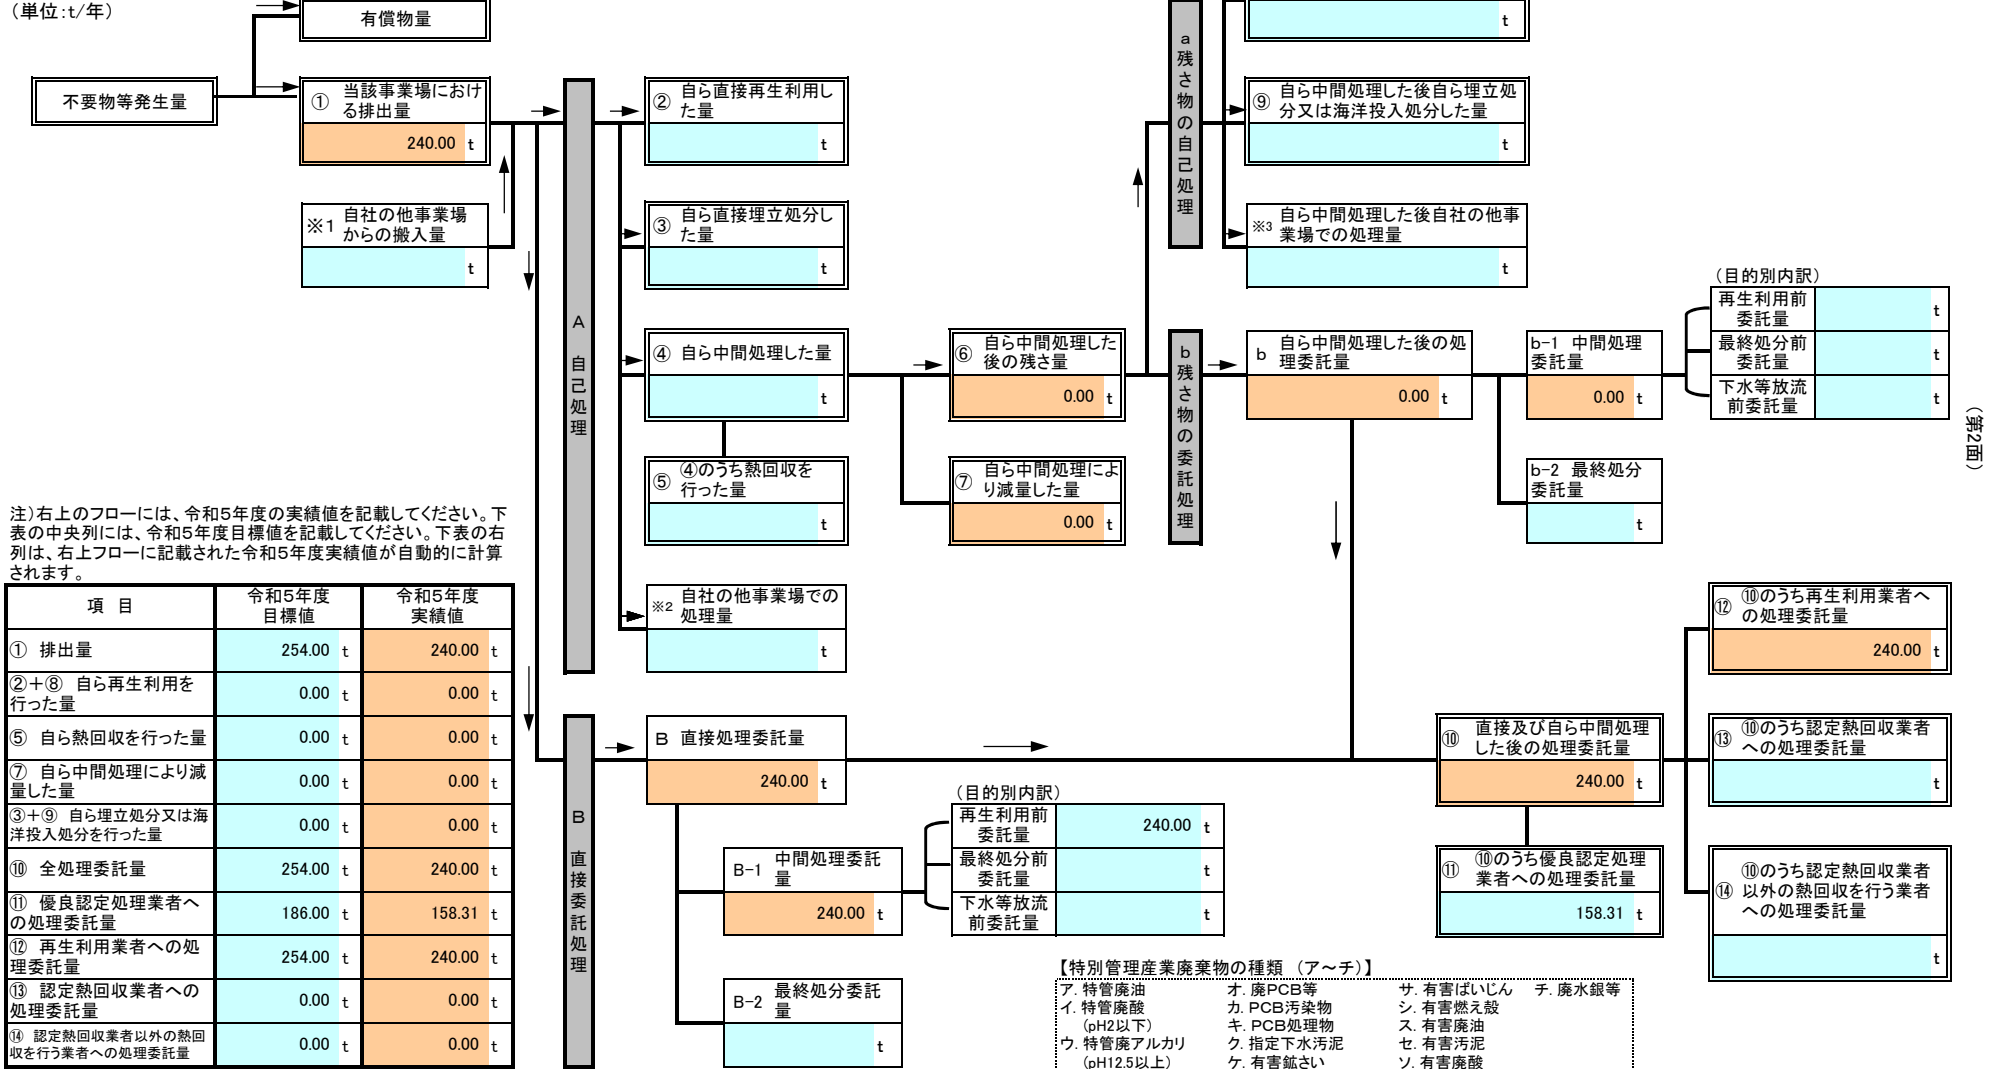 （単位:t/年）
有償物量
不要物等発生量
① 当該事業場におけ
る排出量
240.00 t
※1 自社の他事業場
からの搬入量
t
A 自己処理
② 自ら直接再生利用し
た量
t
③ 自ら直接埋立処分し
た量
t
④ 自ら中間処理した量
t
⑤ ④のうち熱回収を
行った量
t
※2 自社の他事業場での
処理量
t
⑥ 自ら中間処理した
後の残さ量
0.00 t
⑦ 自ら中間処理によ
り減量した量
0.00 t
a残さ物の自己処理
t
⑨ 自ら中間処理した後自ら埋立処
分又は海洋投入処分した量
t
※3 自ら中間処理した後自社の他事
業場での処理量
t
b残さ物の委託処理
b 自ら中間処理した後の処
理委託量
0.00 t
b-1 中間処理
委託量
0.00 t
b-2 最終処分
委託量
t
（目的別内訳）
再生利用前
委託量
t
最終処分前
委託量
t
下水等放流
前委託量
t
（第2面）
注）右上のフローには、令和5年度の実績値を記載してください。下
表の中央列には、令和5年度目標値を記載してください。下表の右
列は、右上フローに記載された令和5年度実績値が自動的に計算
されます。
項 目 令和5年度
目標値 令和5年度
実績値
① 排出量 254.00 t 240.00 t
②＋⑧ 自ら再生利用を
行った量 0.00 t 0.00 t
⑤ 自ら熱回収を行った量 0.00 t 0.00 t
⑦ 自ら中間処理により減
量した量 0.00 t 0.00 t
③＋⑨ 自ら埋立処分又は海
洋投入処分を行った量 0.00 t 0.00 t
⑩ 全処理委託量 254.00 t 240.00 t
⑪ 優良認定処理業者へ
の処理委託量 186.00 t 158.31 t
⑫ 再生利用業者への処
理委託量 254.00 t 240.00 t
⑬ 認定熱回収業者への
処理委託量 0.00 t 0.00 t
⑭ 認定熱回収業者以外の熱回
収を行う業者への処理委託量 0.00 t 0.00 t
B 直接委託処理
B 直接処理委託量
240.00 t
B-1 中間処理委託
量
240.00 t
B-2 最終処分委託
量
t
（目的別内訳）
再生利用前
委託量
240.00 t
最終処分前
委託量
t
下水等放流
前委託量
t
⑩ 直接及び自ら中間処理
した後の処理委託量
240.00 t
⑪ ⑩のうち優良認定処理
業者への処理委託量
158.31 t
⑫ ⑩のうち再生利用業者へ
の処理委託量
240.00 t
⑬ ⑩のうち認定熱回収業者
への処理委託量
t
⑭ ⑩のうち認定熱回収業者
以外の熱回収を行う業者
への処理委託量
t
【特別管理産業廃棄物の種類 （ア～チ）】
ア. 特管廃油 オ. 廃PCB等 サ. 有害ばいじん チ. 廃水銀等
イ. 特管廃酸 カ. PCB汚染物 シ. 有害燃え殻
（pH2以下） キ. PCB処理物 ス. 有害廃油
ウ. 特管廃アルカリ ク. 指定下水汚泥 セ. 有害汚泥
（pH12.5以上） ケ. 有害鉱さい ソ. 有害廃酸